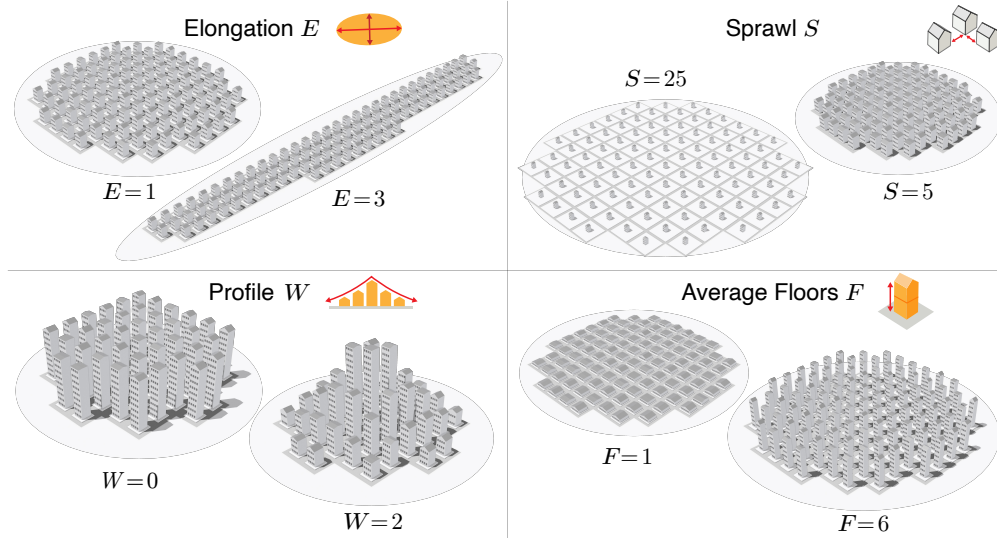 Elongation E
E=1
E=3
Sprawl S
S=25
S=5
Profile W
W=0
W=2
Average Floors F
F=1
F=6